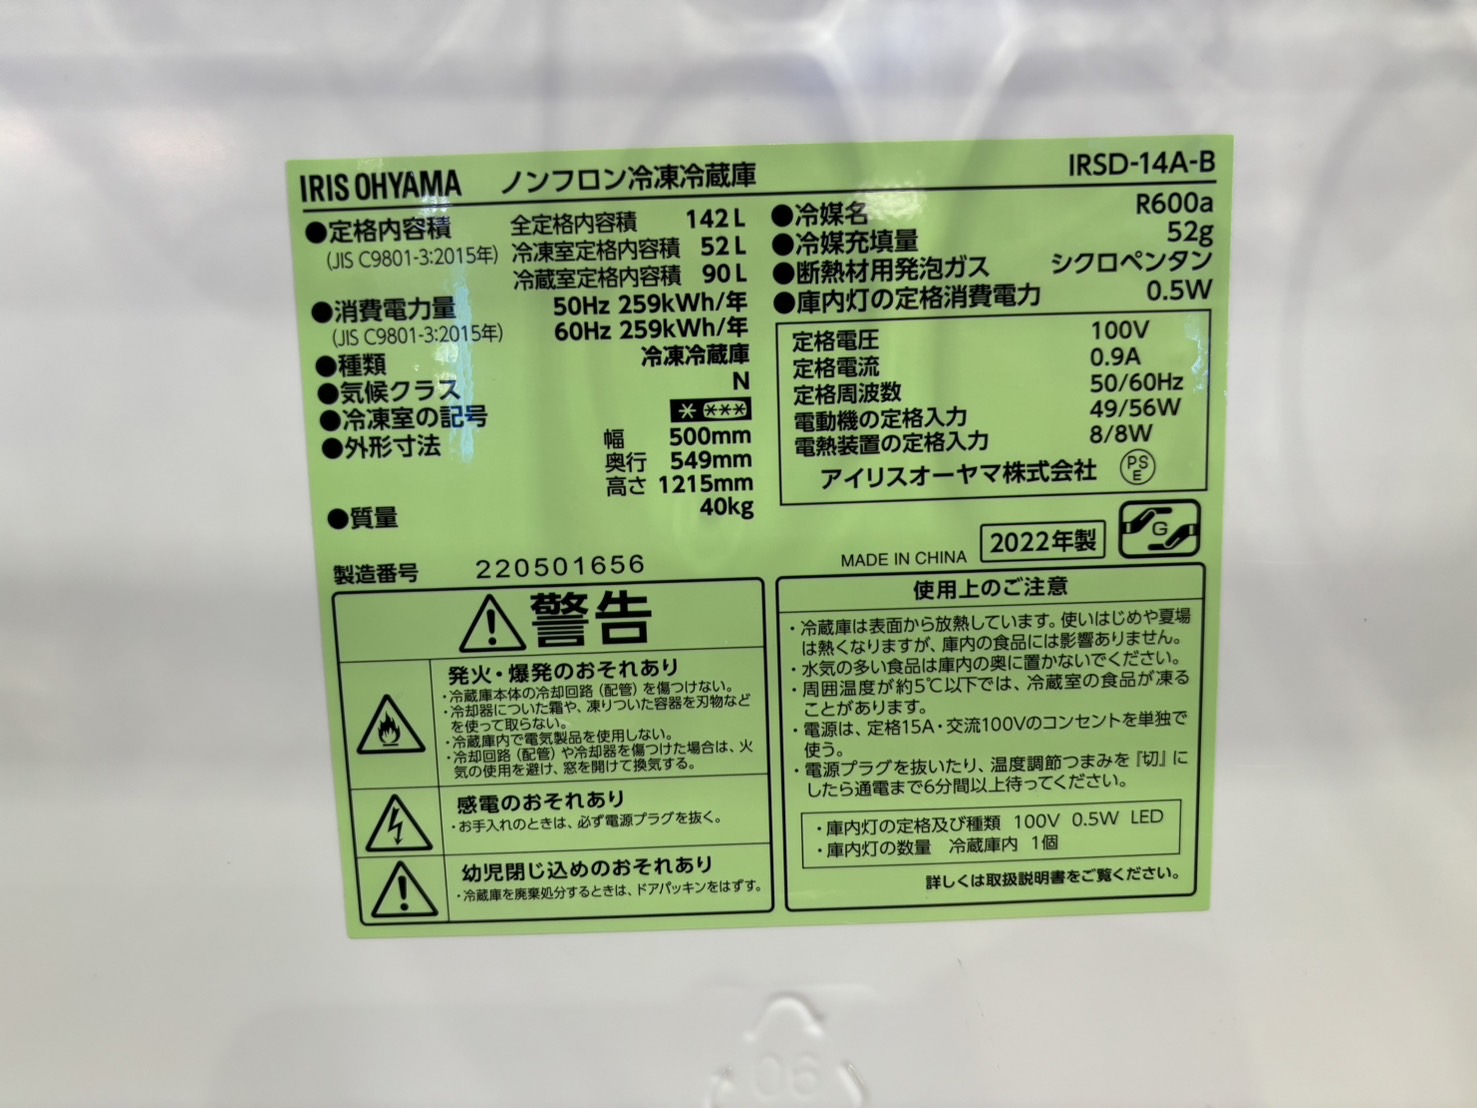 IRIS OHYAMA ノンフロン冷凍冷蔵庫 IRSD-14A-B
●定格内容積 全定格内容積 142L
(JIS C9801-3:2015年) 冷凍室定格内容積 52L
冷蔵室定格内容積 90L
●消費電力量 50Hz 259kWh/年
(JIS C9801-3:2015年) 60Hz 259kWh/年
●種類 冷凍冷蔵庫
●気候クラス N
●冷凍室の記号
●外形寸法 幅 500mm
奥行 549mm
高さ 1215mm
●質量 40kg
製造番号 220501656
●冷媒名 R600a
●冷媒充填量 52g
●断熱材用発泡ガス シクロペンタン
●庫内灯の定格消費電力 0.5W
定格電圧 100V
定格電流 0.9A
定格周波数 50/60Hz
電動機の定格入力 49/56W
電熱装置の定格入力 8/8W
アイリスオーヤマ株式会社 PSE
MADE IN CHINA 2022年製 G
警告
発火・爆発のおそれあり
・冷蔵庫本体の冷却回路(配管)を傷つけない。
・冷却器についた霜や、凍りついた容器を刃物など
を使って取らない。
・冷蔵庫内で電気製品を使用しない。
・冷却回路(配管)や冷却器を傷つけた場合は、火
気の使用を避け、窓を開けて換気する。
感電のおそれあり
・お手入れのときは、必ず電源プラグを抜く。
幼児閉じ込めのおそれあり
・冷蔵庫を廃棄処分するときは、ドアパッキンをはずす。
使用上のご注意
・冷蔵庫は表面から放熱しています。使いはじめや夏場
は熱くなりますが、庫内の食品には影響ありません。
・水気の多い食品は庫内の奥に置かないでください。
・周囲温度が約5℃以下では、冷蔵室の食品が凍る
ことがあります。
・電源は、定格15A・交流100Vのコンセントを単独で
使う。
・電源プラグを抜いたり、温度調節つまみを『切』に
したら通電まで6分間以上待ってください。
・庫内灯の定格及び種類 100V 0.5W LED
・庫内灯の数量 冷蔵庫内 1個
詳しくは取扱説明書をご覧ください。
06